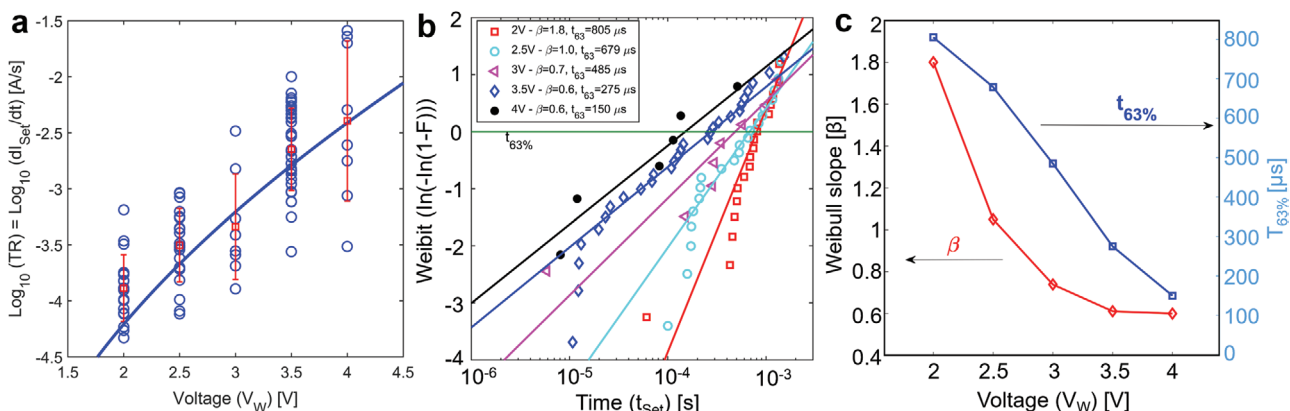 a
Log10 (TR) = Log10 (dISet/dt) [A/s]
-1.5
-2
-2.5
-3
-3.5
-4
-4.5
1.5 2 2.5 3 3.5 4 4.5
Voltage (VW) [V]
b
Weibit (ln(-ln(1-F)))
2
1
0
-1
-2
-3
-4
2V - β=1.8, t63=805 μs
2.5V - β=1.0, t63=679 μs
3V - β=0.7, t63=485 μs
3.5V - β=0.6, t63=275 μs
4V - β=0.6, t63=150 μs
t63%
10-6 10-5 10-4 10-3
Time (tSet) [s]
c
Weibull slope [β]
2
1.8
1.6
1.4
1.2
1
0.8
0.6
0.4
t63%
β
2 2.5 3 3.5 4
Voltage (VW) [V]
800
700
600
500
400
300
200
100
0
T63% [μs]